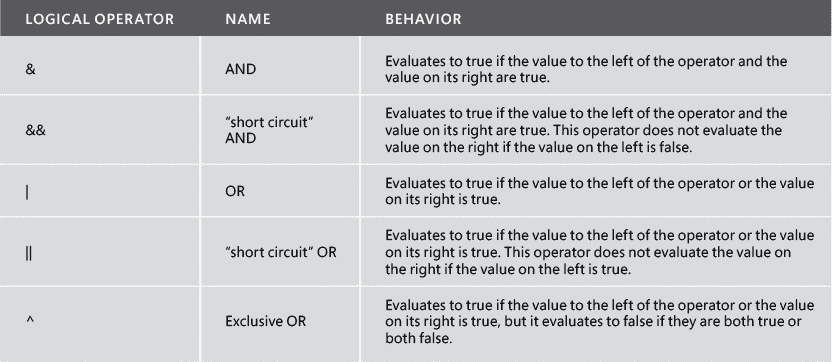 LOGICAL OPERATOR NAME BEHAVIOR
& AND Evaluates to true if the value to the left of the operator and the
value on its right are true.
&& “short circuit” AND Evaluates to true if the value to the left of the operator and the
value on its right are true. This operator does not evaluate the
value on the right if the value on the left is false.
| OR Evaluates to true if the value to the left of the operator or the value
on its right is true.
|| “short circuit” OR Evaluates to true if the value to the left of the operator or the value
on its right is true. This operator does not evaluate the value on
the right if the value on the left is true.
^ Exclusive OR Evaluates to true if the value to the left of the operator or the value
on its right is true, but it evaluates to false if they are both true or
both false.